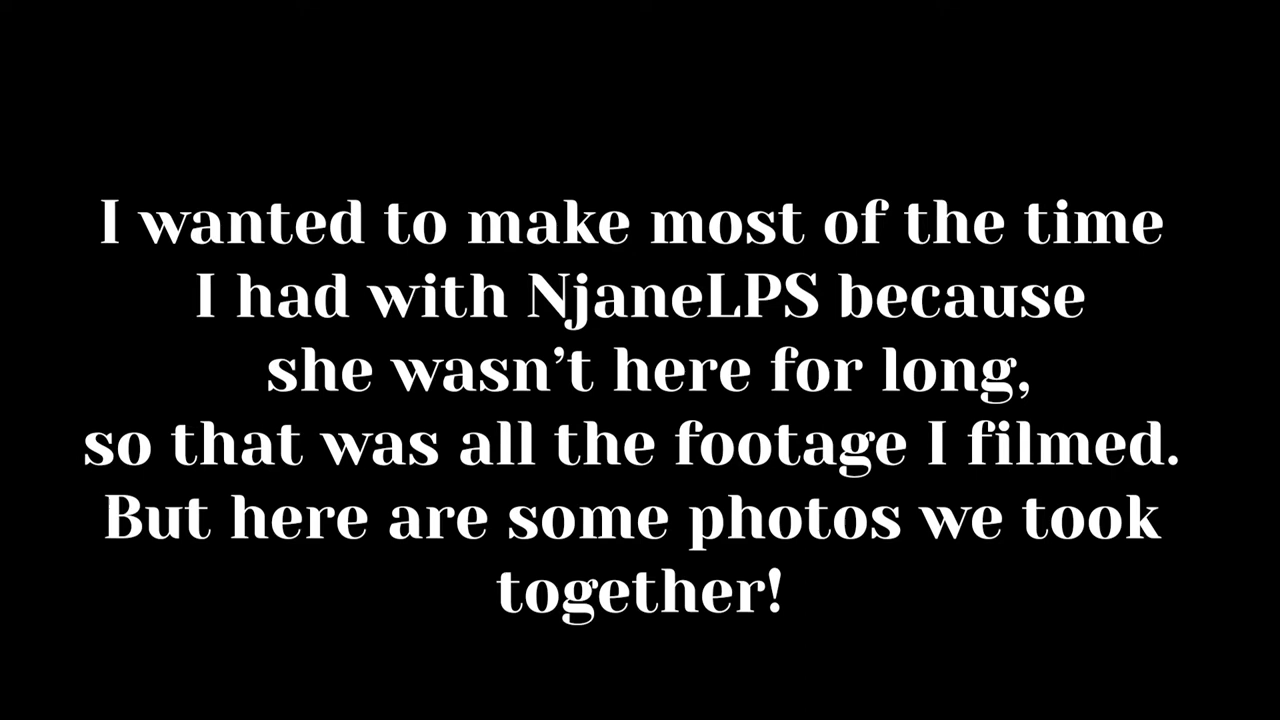 I wanted to make most of the time
I had with NjaneLPS because
she wasn’t here for long,
so that was all the footage I filmed.
But here are some photos we took
together!